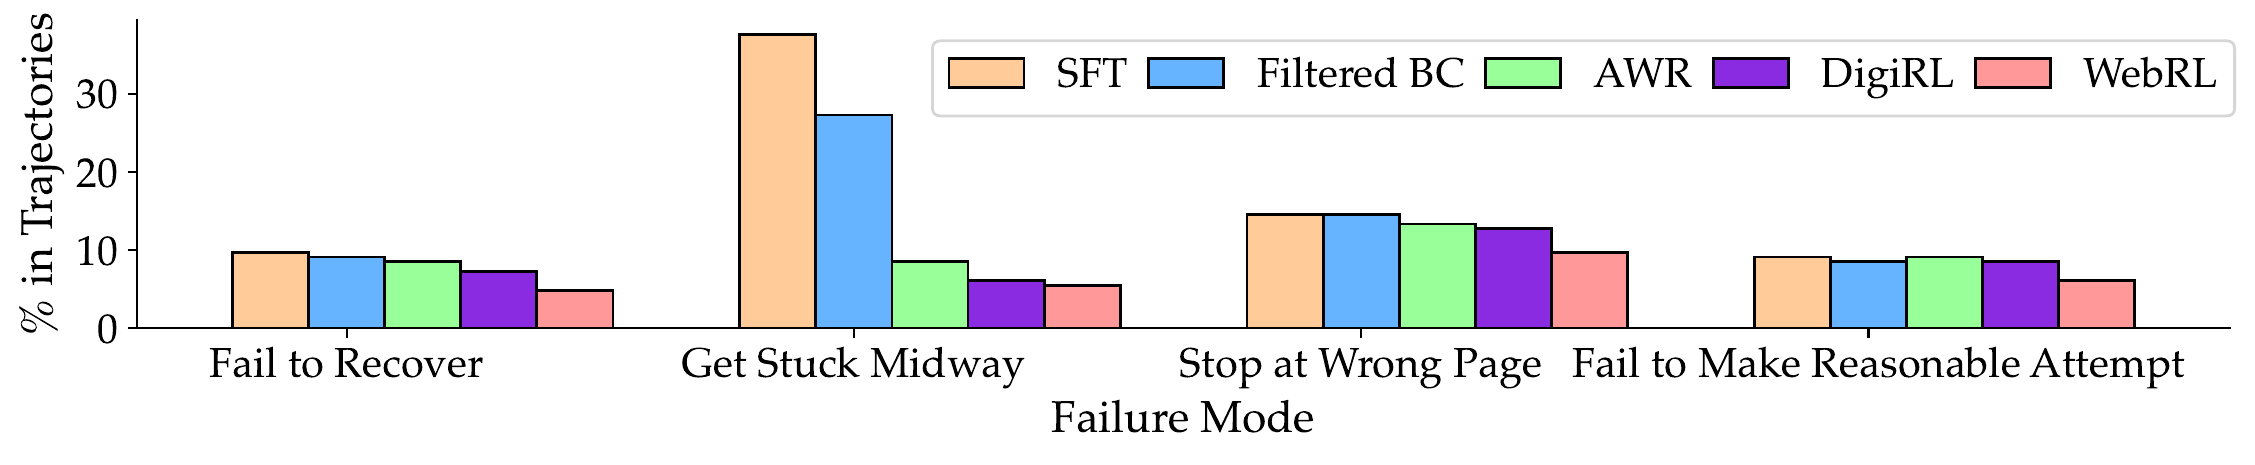 % in Trajectories
30
20
10
0
SFT Filtered BC AWR DigiRL WebRL
Fail to Recover Get Stuck Midway Stop at Wrong Page Fail to Make Reasonable Attempt
Failure Mode